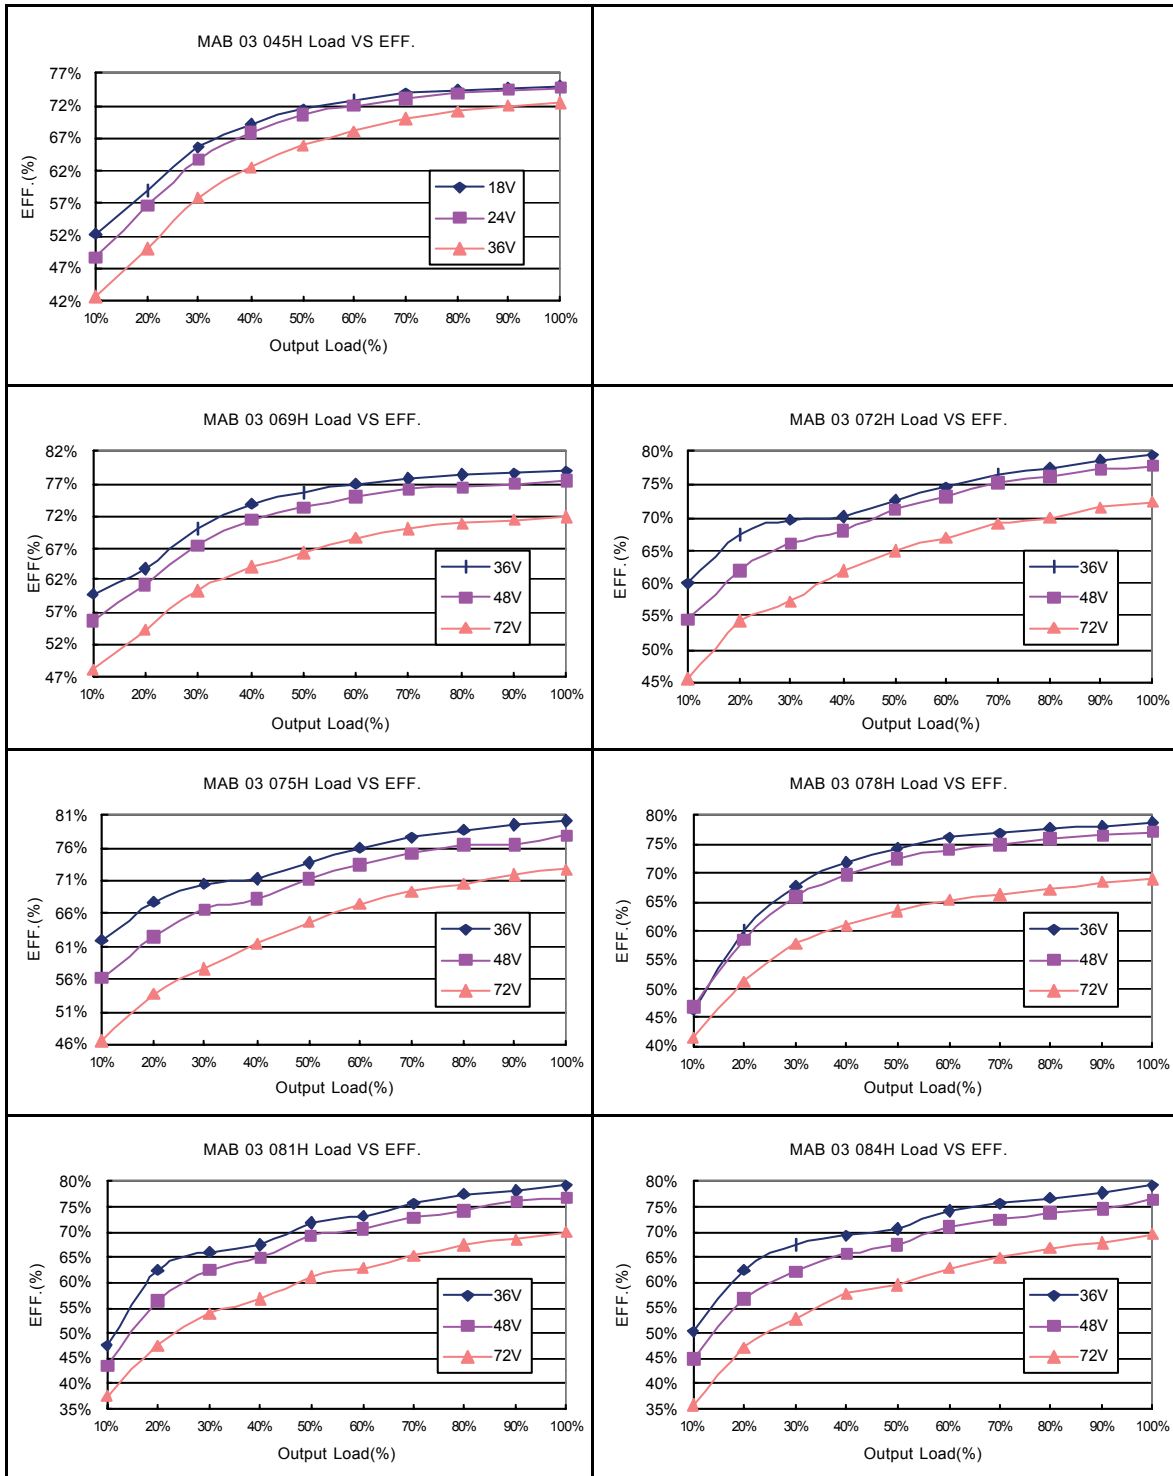 MAB 03 045H Load VS EFF.
EFF.(%)
77%
72%
67%
62%
57%
52%
47%
42%
18V
24V
36V
10% 20% 30% 40% 50% 60% 70% 80% 90% 100%
Output Load(%)
MAB 03 069H Load VS EFF.
EFF(%)
82%
77%
72%
67%
62%
57%
52%
47%
36V
48V
72V
10% 20% 30% 40% 50% 60% 70% 80% 90% 100%
Output Load(%)
MAB 03 072H Load VS EFF.
EFF.(%)
80%
75%
70%
65%
60%
55%
50%
45%
36V
48V
72V
10% 20% 30% 40% 50% 60% 70% 80% 90% 100%
Output Load(%)
MAB 03 075H Load VS EFF.
EFF.(%)
81%
76%
71%
66%
61%
56%
51%
46%
36V
48V
72V
10% 20% 30% 40% 50% 60% 70% 80% 90% 100%
Output Load(%)
MAB 03 078H Load VS EFF.
EFF.(%)
80%
75%
70%
65%
60%
55%
50%
45%
40%
36V
48V
72V
10% 20% 30% 40% 50% 60% 70% 80% 90% 100%
Output Load(%)
MAB 03 081H Load VS EFF.
EFF.(%)
80%
75%
70%
65%
60%
55%
50%
45%
40%
35%
36V
48V
72V
10% 20% 30% 40% 50% 60% 70% 80% 90% 100%
Output Load(%)
MAB 03 084H Load VS EFF.
EFF.(%)
80%
75%
70%
65%
60%
55%
50%
45%
40%
35%
36V
48V
72V
10% 20% 30% 40% 50% 60% 70% 80% 90% 100%
Output Load(%)